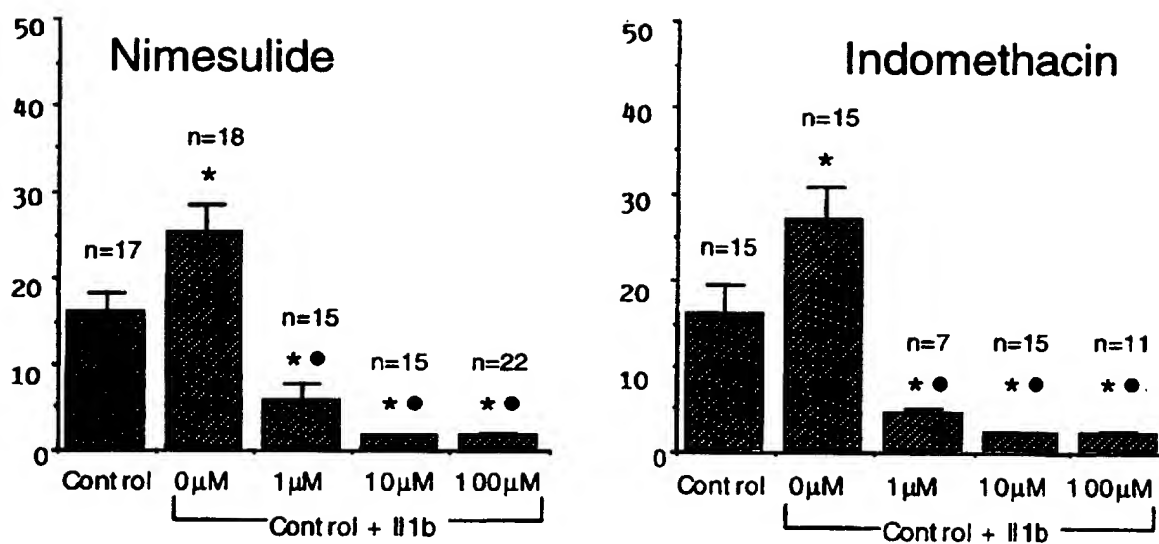 Nimesulide
50
40
30
20
10
0
n=17
n=18
*
n=15
* ●
n=15
* ●
n=22
* ●
Control 0µM 1µM 10µM 100µM
Control + Il1b
Indomethacin
50
40
30
20
10
0
n=15
n=15
*
n=7
* ●
n=15
* ●
n=11
* ●
Control 0µM 1µM 10µM 100µM
Control + Il1b